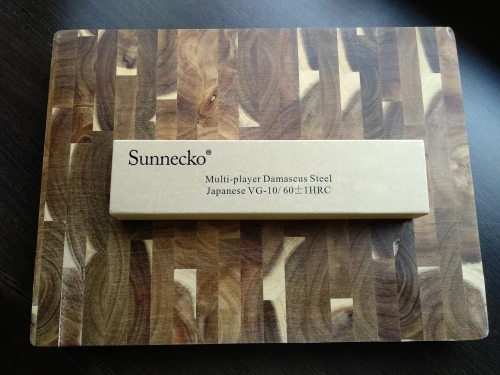 Sunnecko®
Multi-player Damascus Steel
Japanese VG-10/ 60±1HRC